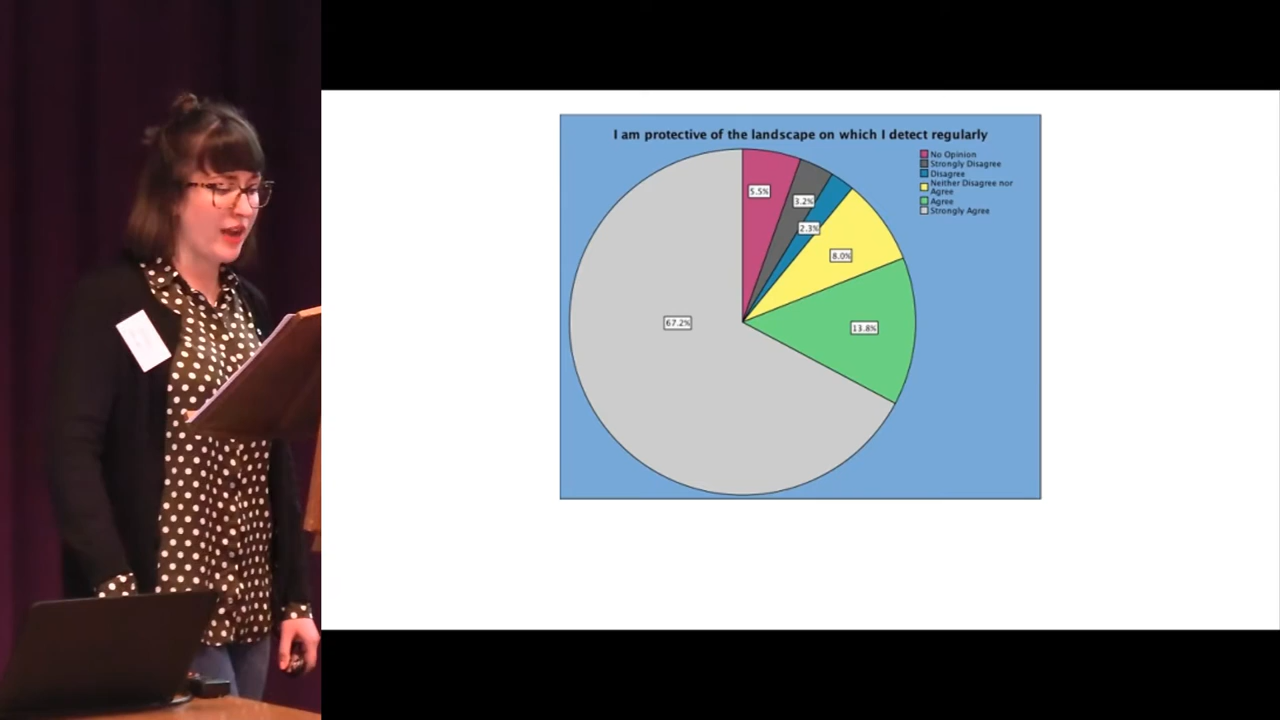 I am protective of the landscape on which I detect regularly
No Opinion
Strongly Disagree
Disagree
Neither Disagree nor
Agree
Agree
Strongly Agree
5.5%
3.2%
2.3%
8.0%
13.8%
67.2%